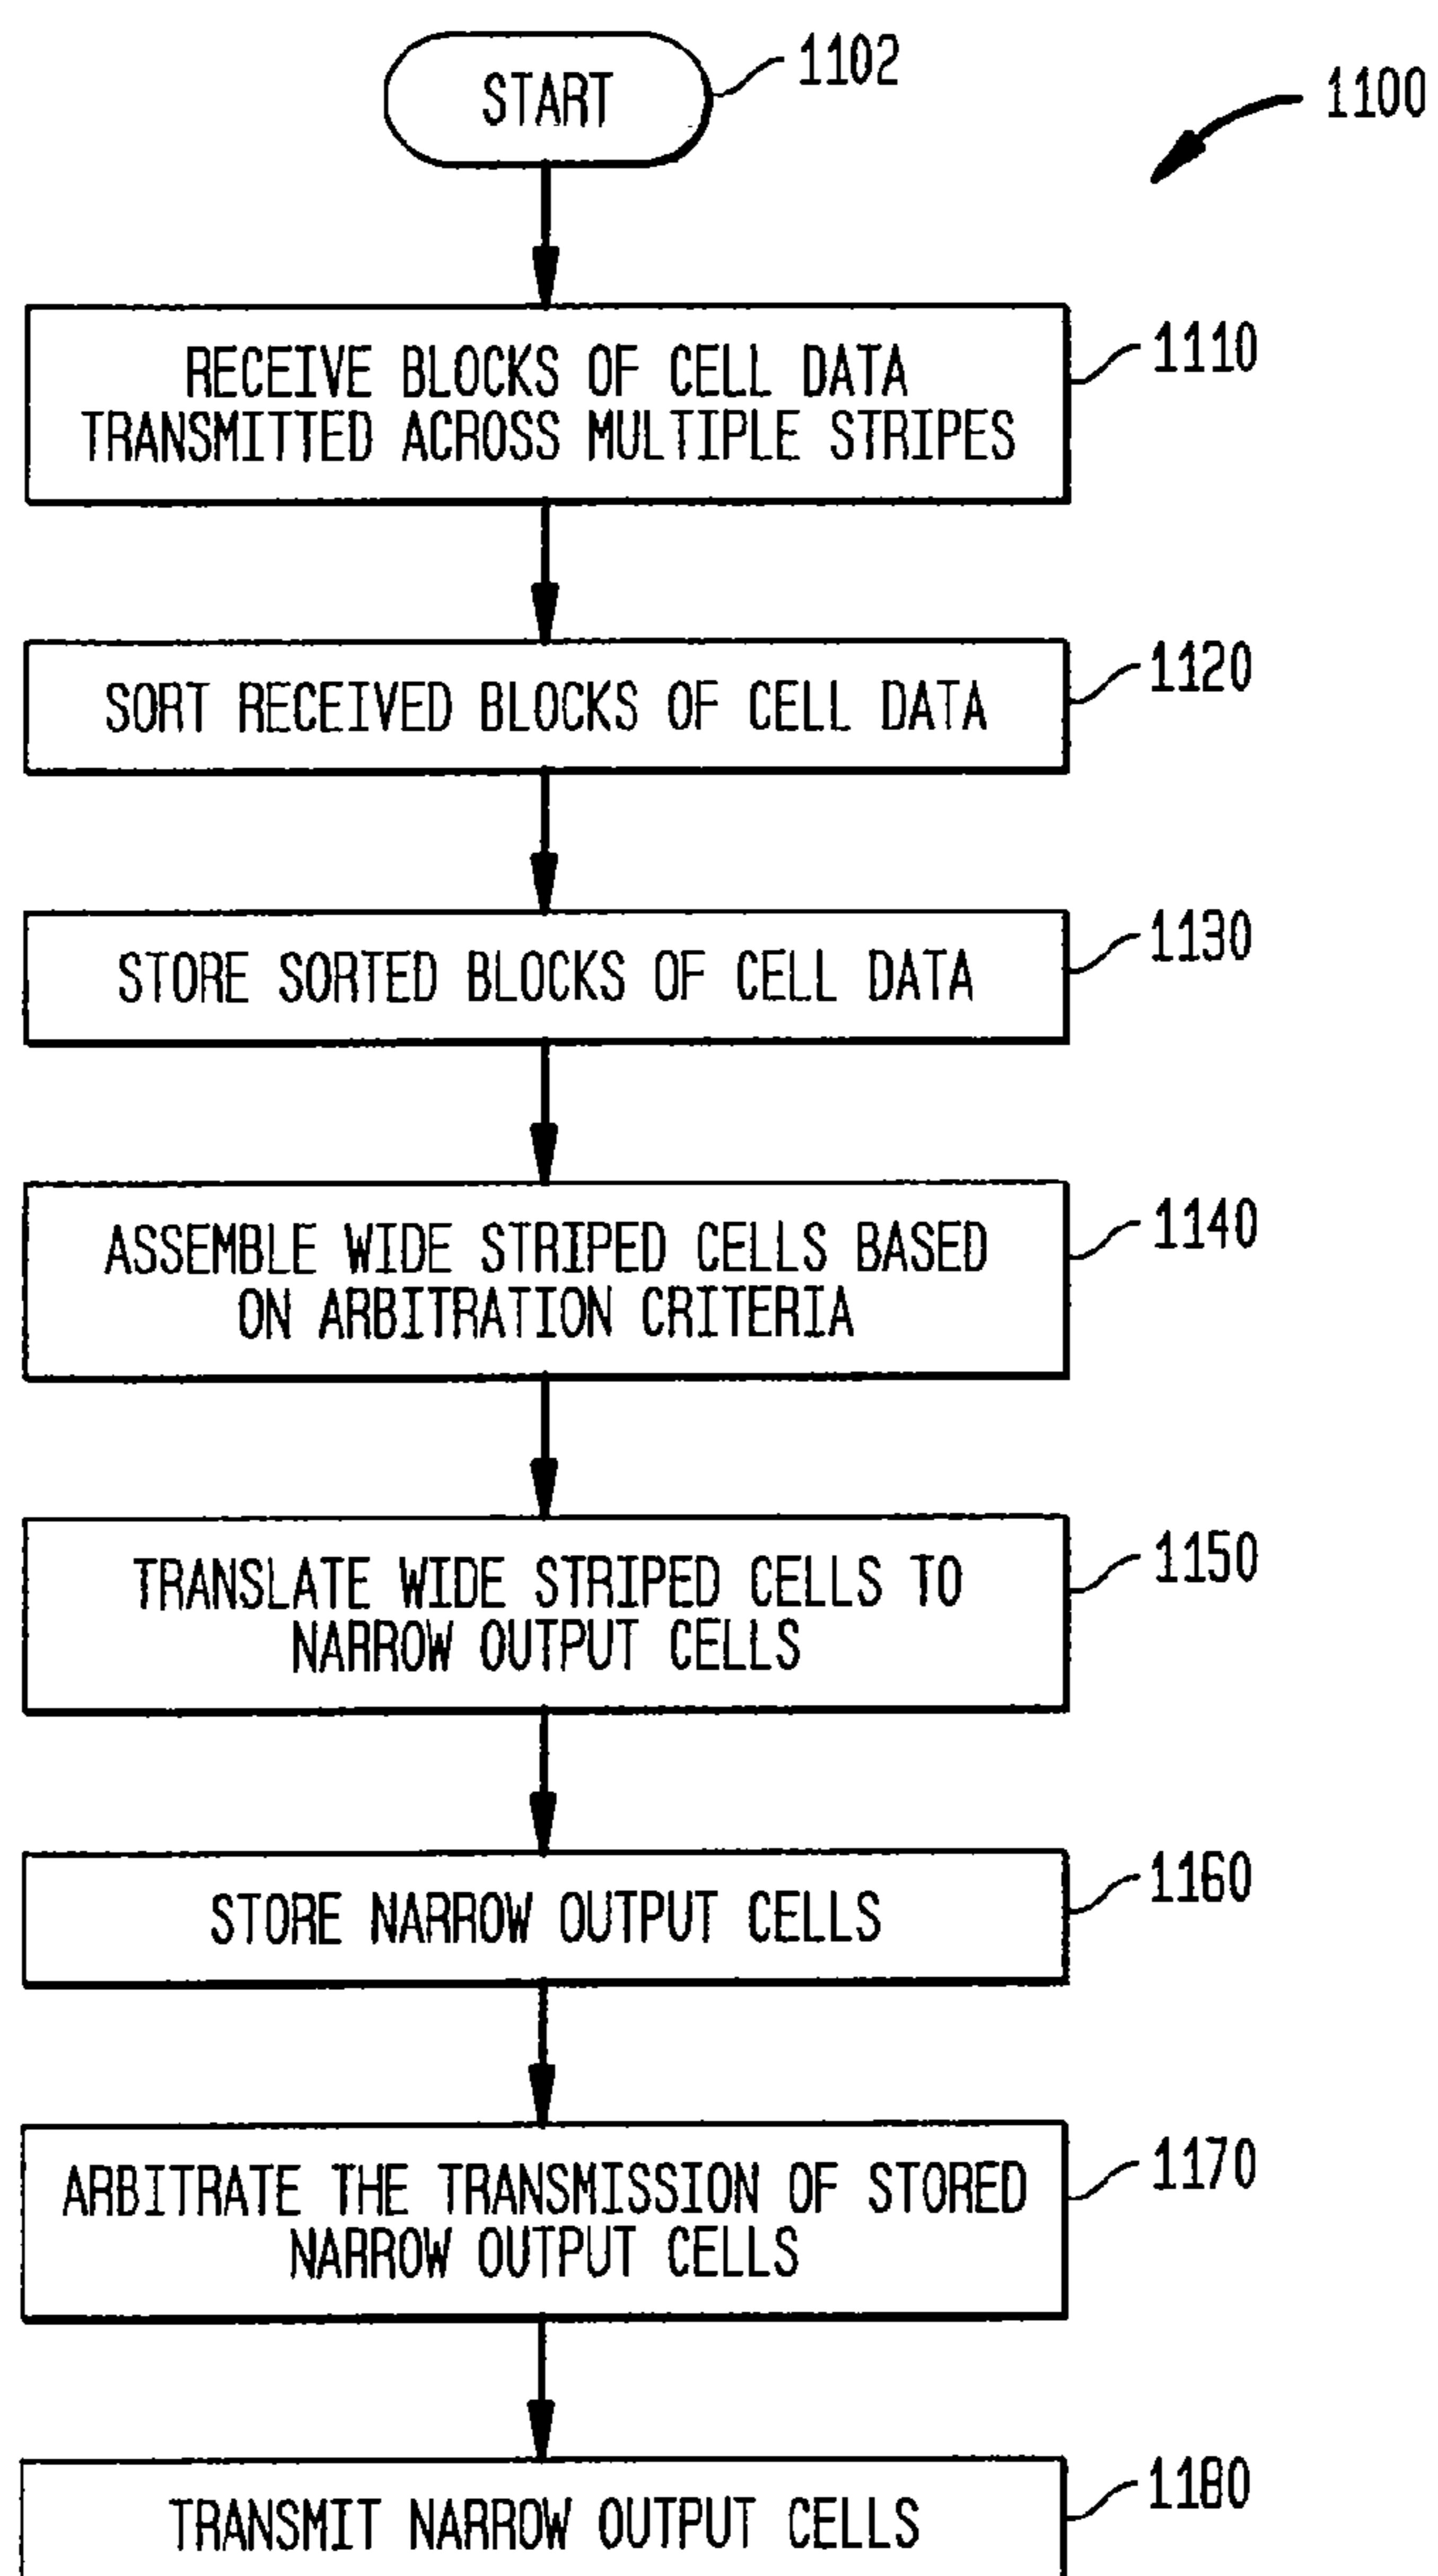 START
1102
1100
RECEIVE BLOCKS OF CELL DATA
TRANSMITTED ACROSS MULTIPLE STRIPES
1110
SORT RECEIVED BLOCKS OF CELL DATA
1120
STORE SORTED BLOCKS OF CELL DATA
1130
ASSEMBLE WIDE STRIPED CELLS BASED
ON ARBITRATION CRITERIA
1140
TRANSLATE WIDE STRIPED CELLS TO
NARROW OUTPUT CELLS
1150
STORE NARROW OUTPUT CELLS
1160
ARBITRATE THE TRANSMISSION OF STORED
NARROW OUTPUT CELLS
1170
TRANSMIT NARROW OUTPUT CELLS
1180